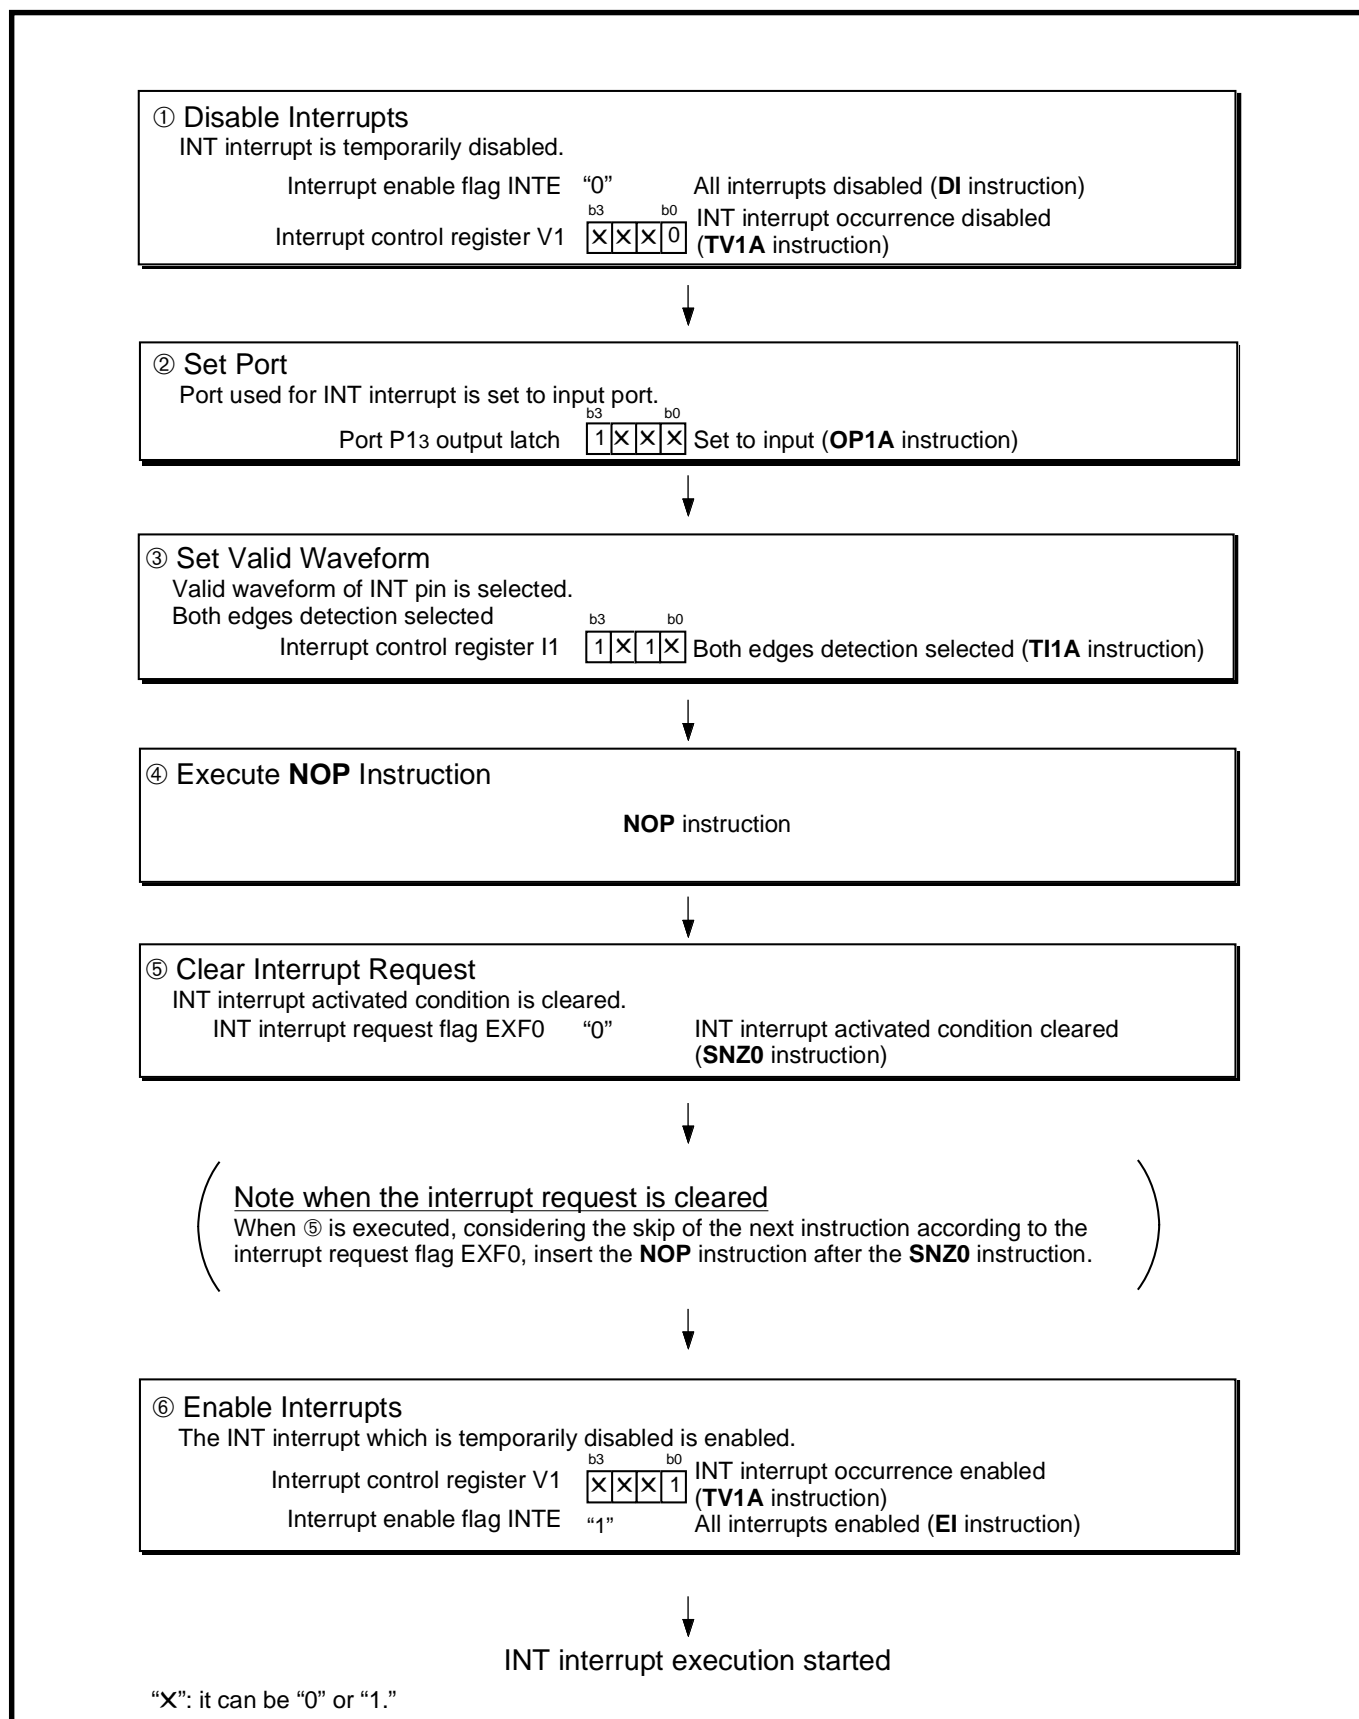 ① Disable Interrupts
INT interrupt is temporarily disabled.
Interrupt enable flag INTE “0” All interrupts disabled (DI instruction)
b3 b0
Interrupt control register V1 ✕ ✕ ✕ 0 INT interrupt occurrence disabled
(TV1A instruction)
② Set Port
Port used for INT interrupt is set to input port.
b3 b0
Port P13 output latch 1 ✕ ✕ ✕ Set to input (OP1A instruction)
③ Set Valid Waveform
Valid waveform of INT pin is selected.
Both edges detection selected
b3 b0
Interrupt control register I1 1 ✕ 1 ✕ Both edges detection selected (TI1A instruction)
④ Execute NOP Instruction
NOP instruction
⑤ Clear Interrupt Request
INT interrupt activated condition is cleared.
INT interrupt request flag EXF0 “0” INT interrupt activated condition cleared
(SNZ0 instruction)
Note when the interrupt request is cleared
When ⑤ is executed, considering the skip of the next instruction according to the
interrupt request flag EXF0, insert the NOP instruction after the SNZ0 instruction.
⑥ Enable Interrupts
The INT interrupt which is temporarily disabled is enabled.
b3 b0
Interrupt control register V1 ✕ ✕ ✕ 1 INT interrupt occurrence enabled
(TV1A instruction)
Interrupt enable flag INTE “1” All interrupts enabled (EI instruction)
INT interrupt execution started
“✕”: it can be “0” or “1.”